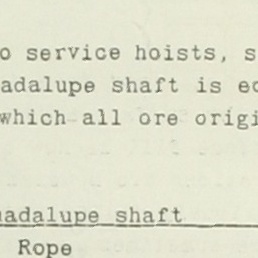 o service hoists, s
adalupe shaft is e
which all ore origi
adalupe shaft
Rope